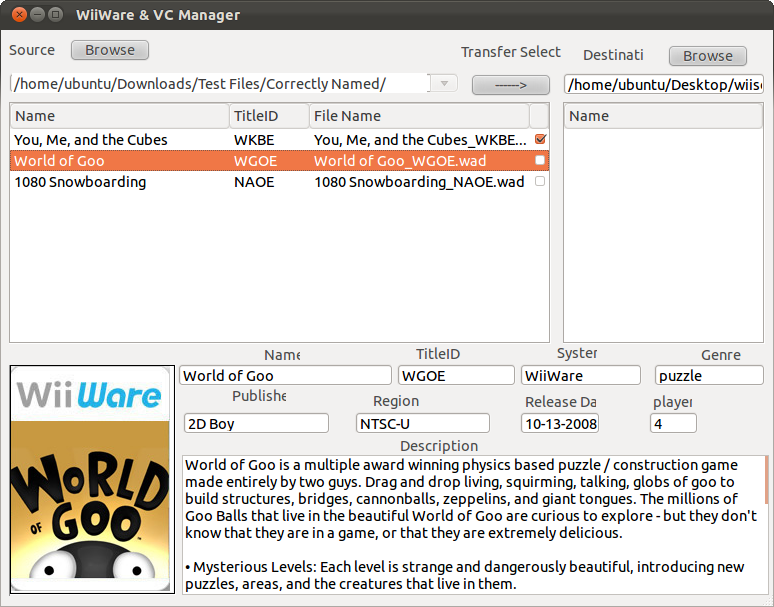 WiiWare & VC Manager
Source Browse Transfer Select Destinati Browse
/home/ubuntu/Downloads/Test Files/Correctly Named/ ------> /home/ubuntu/Desktop/wiis
Name TitleID File Name Name
You, Me, and the Cubes WKBE You, Me, and the Cubes_WKBE...
World of Goo WGOE World of Goo_WGOE.wad
1080 Snowboarding NAOE 1080 Snowboarding_NAOE.wad
Name TitleID Syster Genre
World of Goo WGOE WiiWare puzzle
Publishe Region Release Da player
2D Boy NTSC-U 10-13-2008 4
Description
WiiWare
WORLD OF GOO
World of Goo is a multiple award winning physics based puzzle / construction game
made entirely by two guys. Drag and drop living, squirming, talking, globs of goo to
build structures, bridges, cannonballs, zeppelins, and giant tongues. The millions of
Goo Balls that live in the beautiful World of Goo are curious to explore - but they don't
know that they are in a game, or that they are extremely delicious.
• Mysterious Levels: Each level is strange and dangerously beautiful, introducing new
puzzles, areas, and the creatures that live in them.